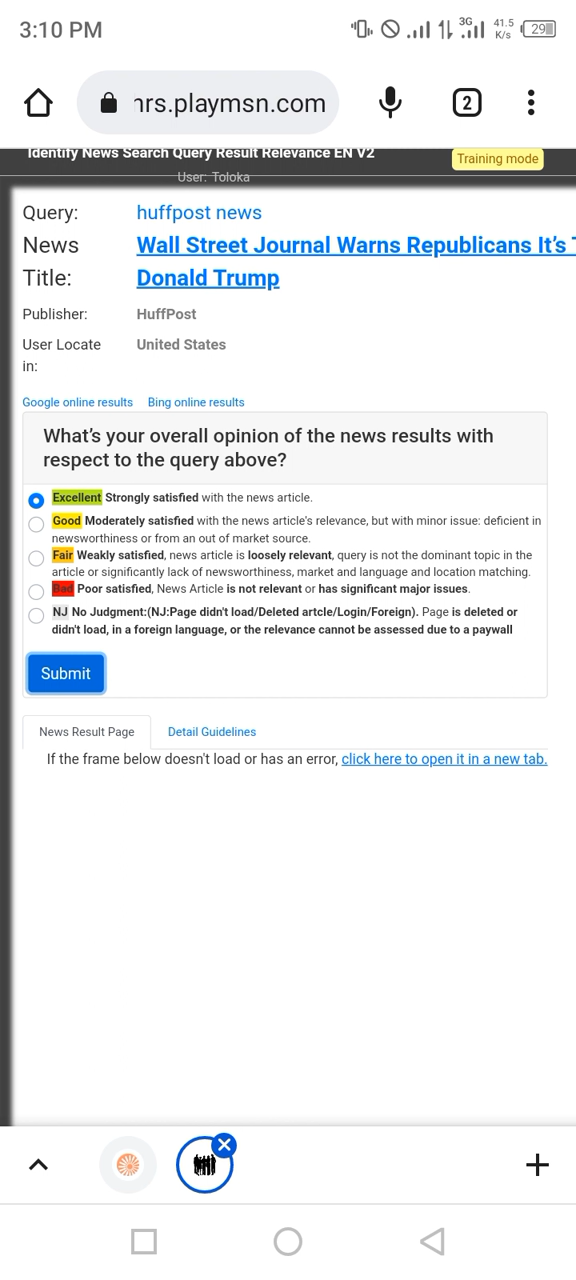 3:10 PM
3G
41.5
K/s
29
hrs.playmsn.com
2
Identify News Search Query Result Relevance EN V2
Training mode
User: Toloka
Query: huffpost news
News Wall Street Journal Warns Republicans It's
Title: Donald Trump
Publisher: HuffPost
User Locate United States
in:
Google online results Bing online results
What's your overall opinion of the news results with
respect to the query above?
Excellent Strongly satisfied with the news article.
Good Moderately satisfied with the news article's relevance, but with minor issue: deficient in
newsworthiness or from an out of market source.
Fair Weakly satisfied, news article is loosely relevant, query is not the dominant topic in the
article or significantly lack of newsworthiness, market and language and location matching.
Bad Poor satisfied, News Article is not relevant or has significant major issues.
NJ No Judgment:(NJ:Page didn't load/Deleted artcle/Login/Foreign). Page is deleted or
didn't load, in a foreign language, or the relevance cannot be assessed due to a paywall
Submit
News Result Page Detail Guidelines
If the frame below doesn't load or has an error, click here to open it in a new tab.